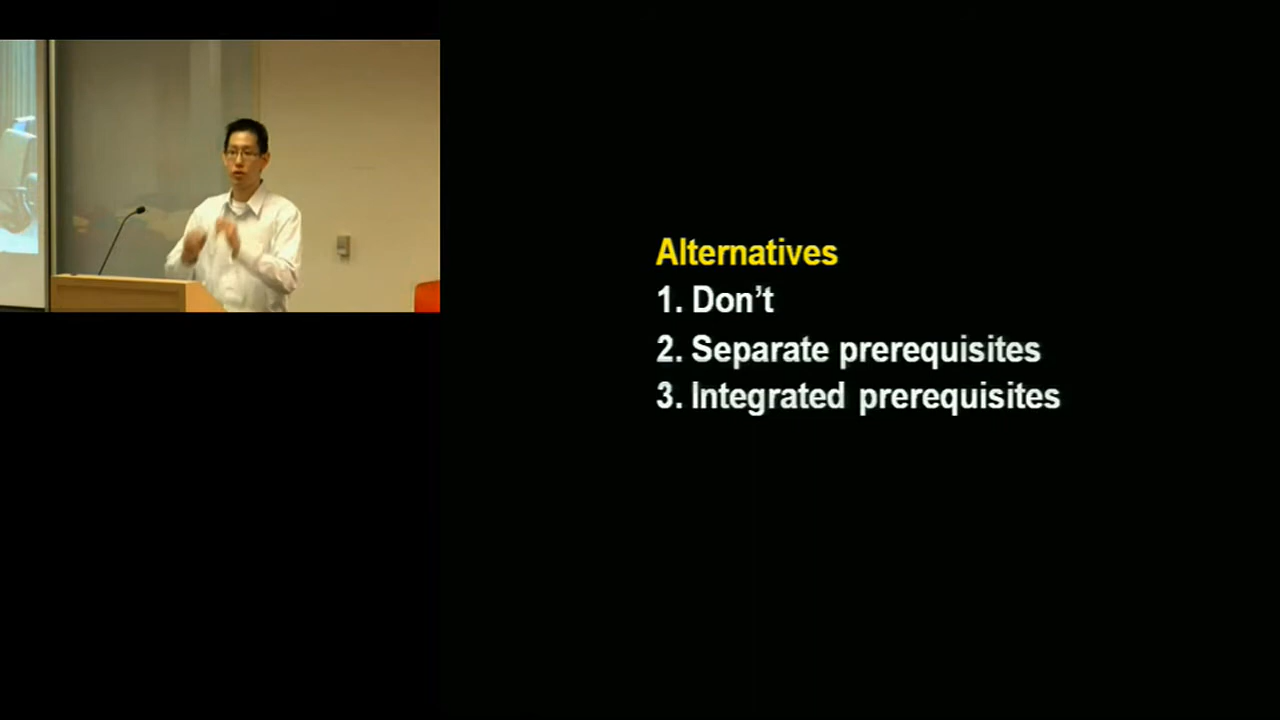 Alternatives
1. Don’t
2. Separate prerequisites
3. Integrated prerequisites